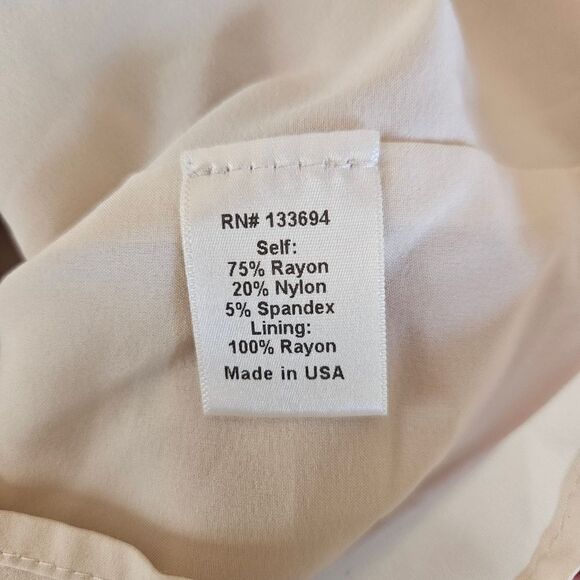 RN# 133694
Self:
75% Rayon
20% Nylon
5% Spandex
Lining:
100% Rayon
Made in USA